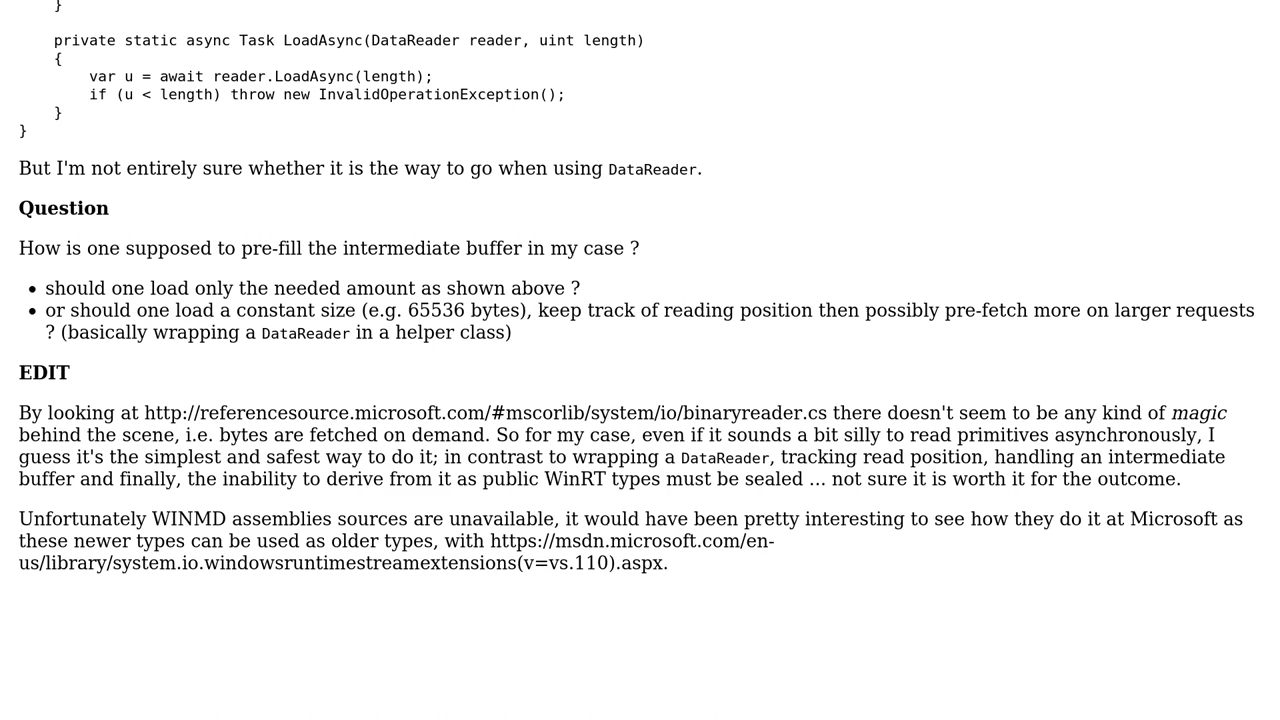 }
private static async Task LoadAsync(DataReader reader, uint length)
{
var u = await reader.LoadAsync(length);
if (u < length) throw new InvalidOperationException();
}
}
But I'm not entirely sure whether it is the way to go when using DataReader.
Question
How is one supposed to pre-fill the intermediate buffer in my case ?
• should one load only the needed amount as shown above ?
• or should one load a constant size (e.g. 65536 bytes), keep track of reading position then possibly pre-fetch more on larger requests
? (basically wrapping a DataReader in a helper class)
EDIT
By looking at http://referencesource.microsoft.com/#mscorlib/system/io/binaryreader.cs there doesn't seem to be any kind of magic
behind the scene, i.e. bytes are fetched on demand. So for my case, even if it sounds a bit silly to read primitives asynchronously, I
guess it's the simplest and safest way to do it; in contrast to wrapping a DataReader, tracking read position, handling an intermediate
buffer and finally, the inability to derive from it as public WinRT types must be sealed ... not sure it is worth it for the outcome.
Unfortunately WINMD assemblies sources are unavailable, it would have been pretty interesting to see how they do it at Microsoft as
these newer types can be used as older types, with https://msdn.microsoft.com/en-
us/library/system.io.windowsruntimestreamextensions(v=vs.110).aspx.